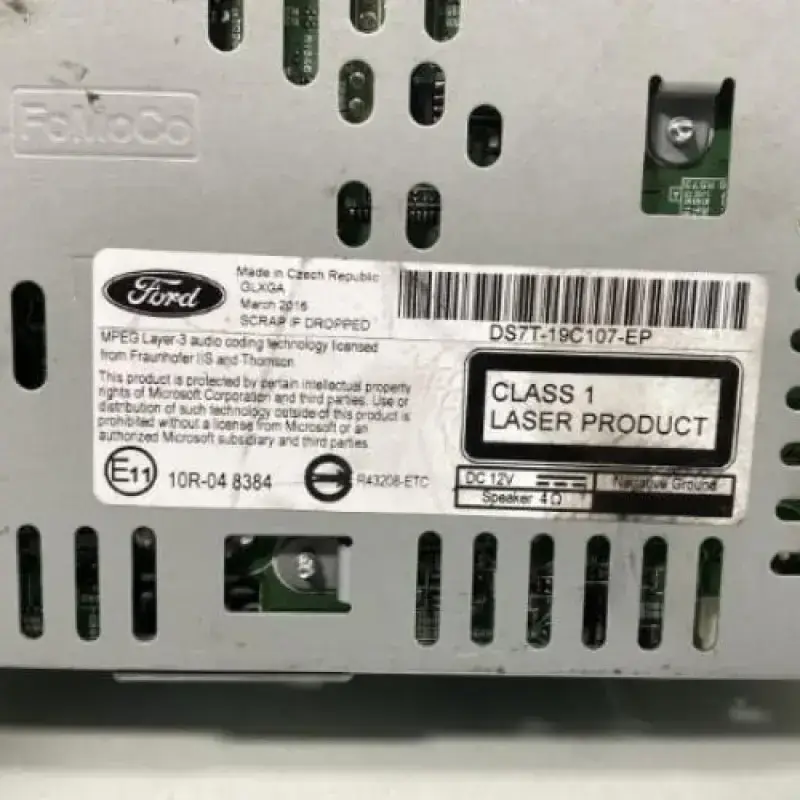 FoMoCo
Ford
Made in Czech Republic
GLXGA
March 2016
SCRAP IF DROPPED
DS7T-19C107-EP
MPEG Layer-3 audio coding technology licensed
from Fraunhofer IIS and Thomson
This product is protected by certain intellectual property
rights of Microsoft Corporation and third parties. Use or
distribution of such technology outside of this product is
prohibited without a license from Microsoft or an
authorized Microsoft subsidiary and third parties
CLASS 1
LASER PRODUCT
E11
10R-04 8384
R43208-ETC
DC 12V
Negative Ground
Speaker 4Ω